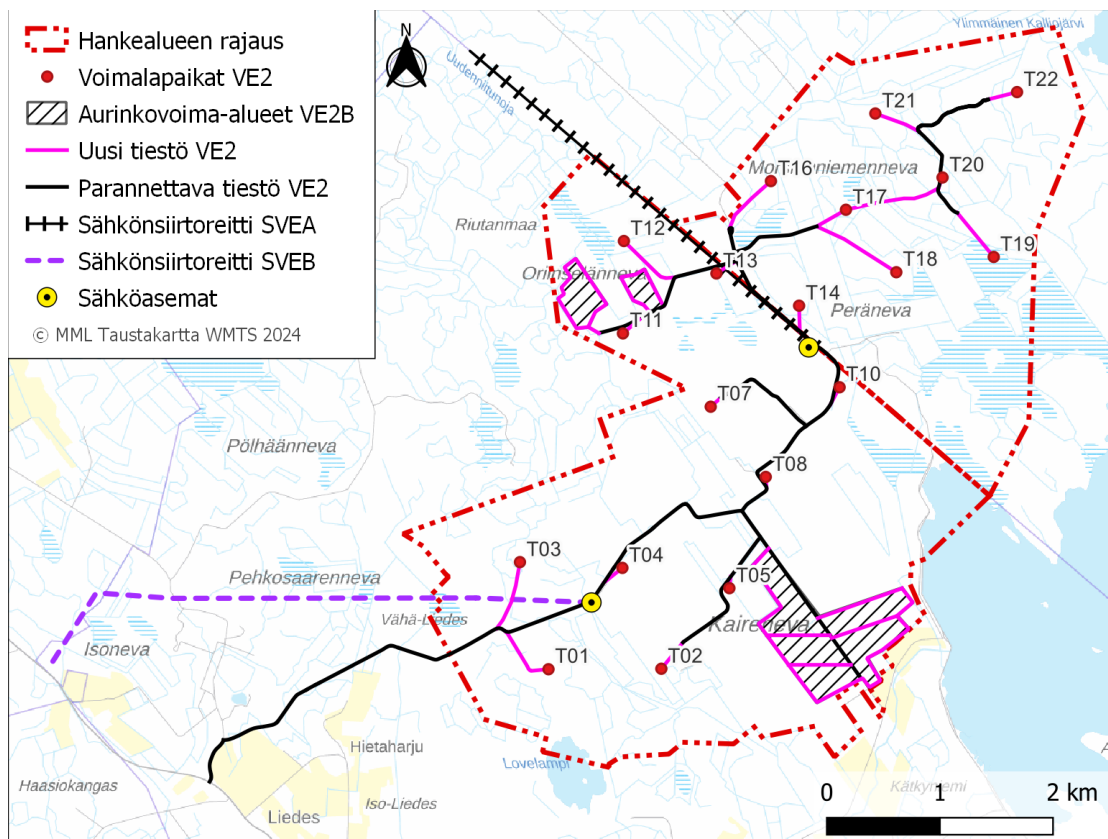 Hankealueen rajaus
Voimalapaikat VE2
Aurinkovoima-alueet VE2B
Uusi tiestö VE2
Parannettava tiestö VE2
Sähkönsiirtoreitti SVEA
Sähkönsiirtoreitti SVEB
Sähköasemat
© MML Taustakartta WMTS 2024
N
Ylimmäinen Kalliojärvi
Uudenniitunoja
T22
T21
T20
T16
T17
T19
T18
Riutanmaa
T12
T13
T14
Peräneva
T11
T10
T07
Pölhäänneva
T08
T03
T04
T05
Pehkosaarenneva
Vähä-Liedes
Kaireneva
Isoneva
T01
T02
Hietaharju
Lovelampi
Haasiokangas
Iso-Liedes
Kätkyniemi
Liedes
0 1 2 km